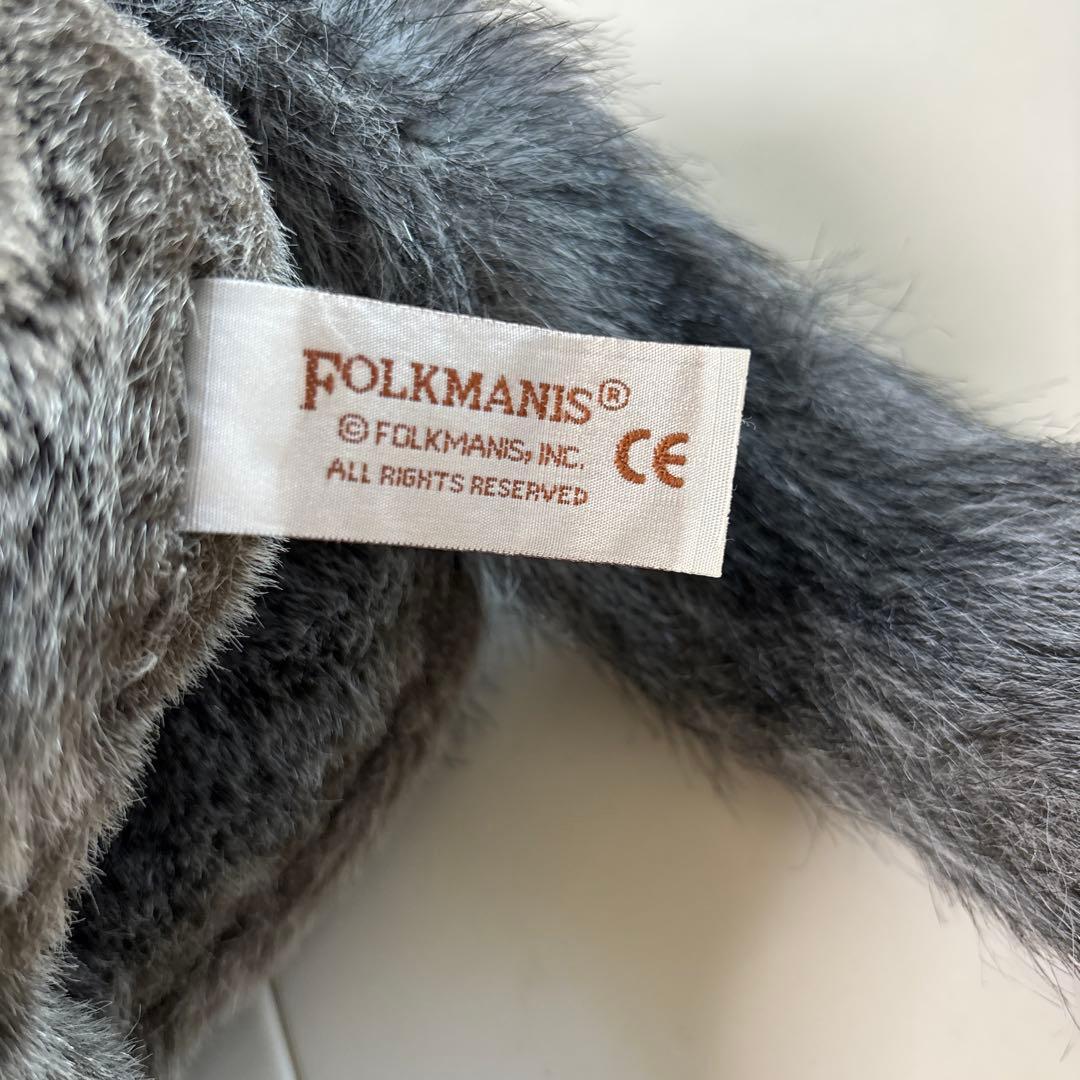 FOLKMANIS®
© FOLKMANIS, INC.
ALL RIGHTS RESERVED
CE